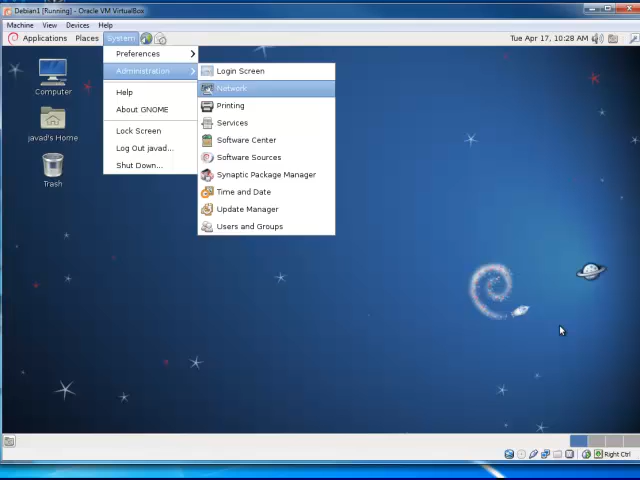 Debian1 [Running] - Oracle VM VirtualBox
Machine View Devices Help
Applications Places System Tue Apr 17, 10:28 AM
Preferences
Administration
Help
About GNOME
Lock Screen
Log Out javad...
Shut Down...
Login Screen
Network
Printing
Services
Software Center
Software Sources
Synaptic Package Manager
Time and Date
Update Manager
Users and Groups
Computer
javad's Home
Trash
Right Ctrl